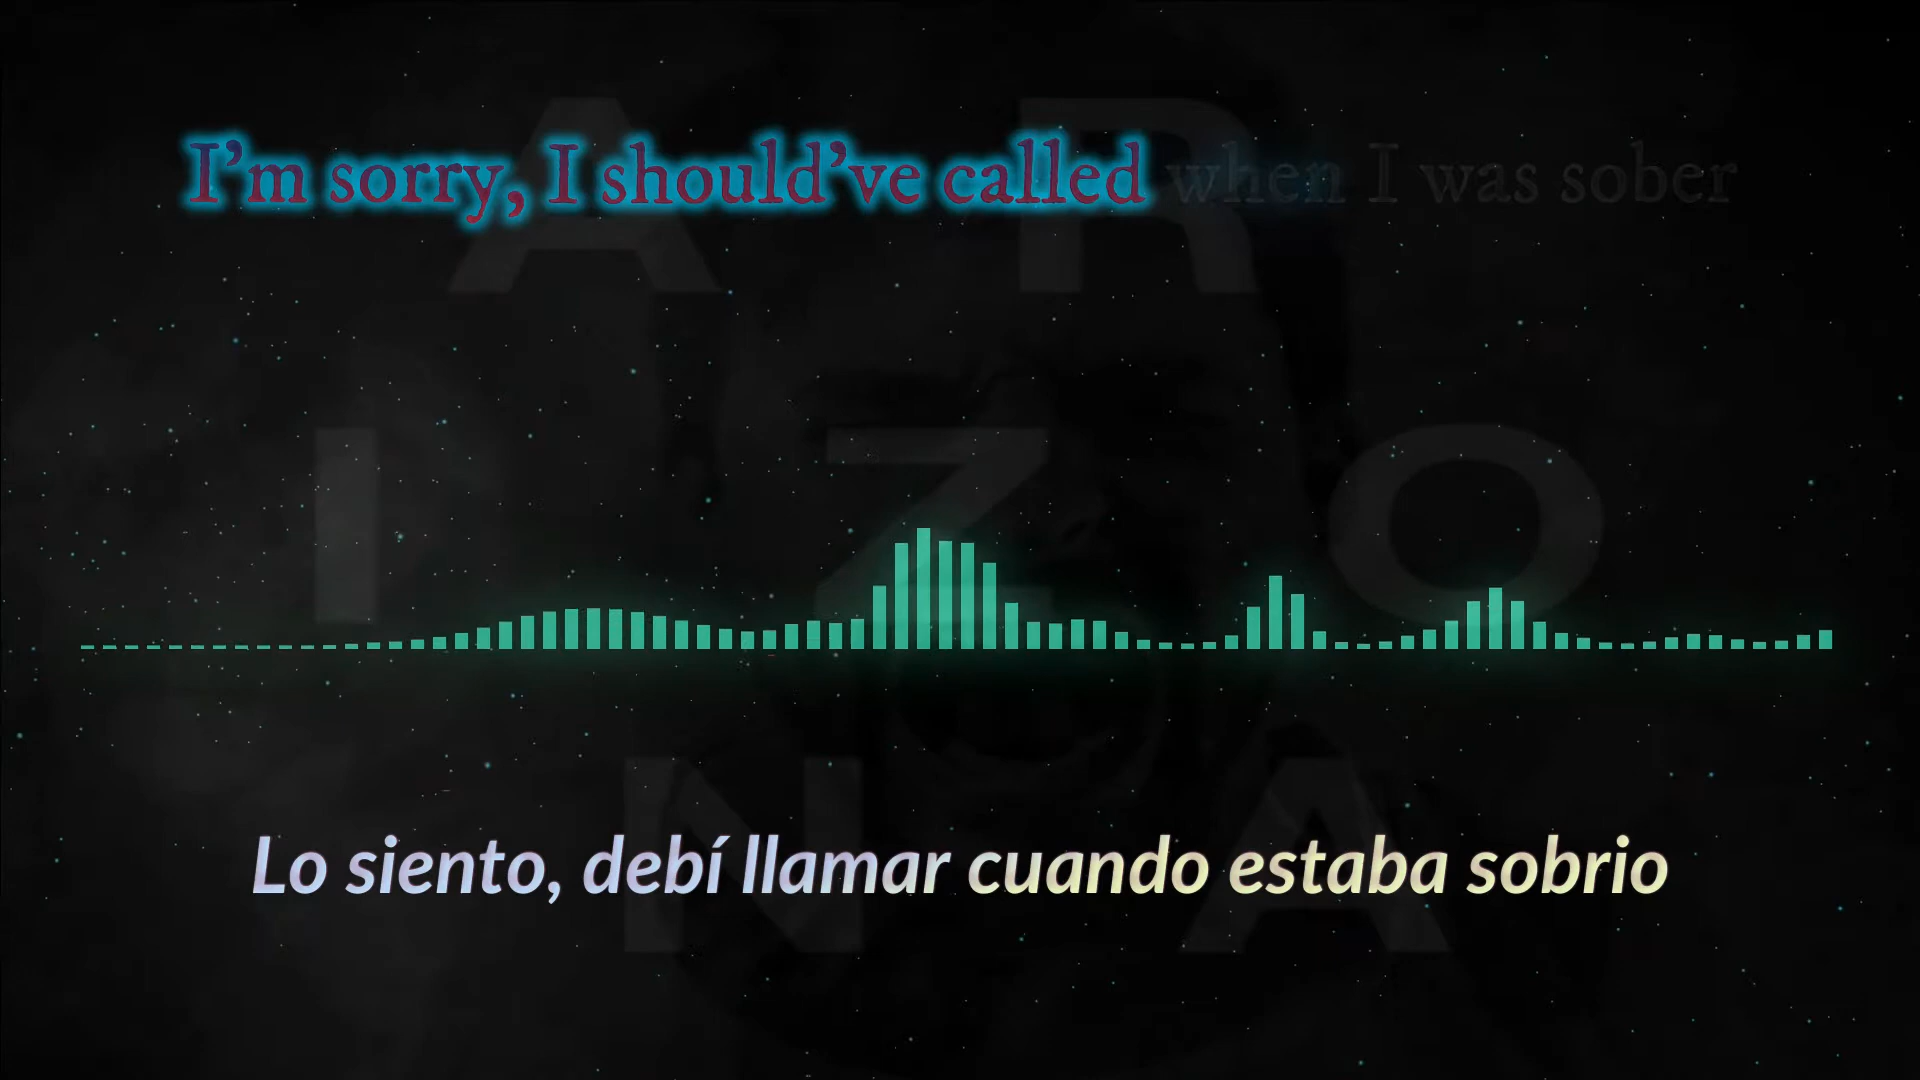 I'm sorry, I should've called when I was sober
A R
I Z O
N A
Lo siento, debí llamar cuando estaba sobrio